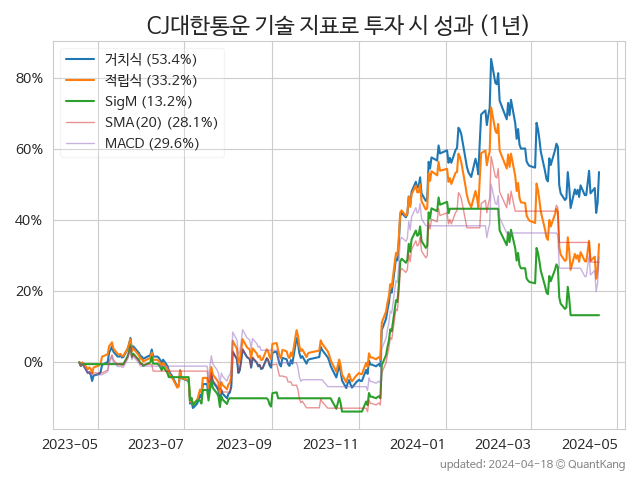 CJ대한통운 기술 지표로 투자 시 성과 (1년)
거치식 (53.4%)
적립식 (33.2%)
SigM (13.2%)
SMA(20) (28.1%)
MACD (29.6%)
80%
60%
40%
20%
0%
2023-05 2023-07 2023-09 2023-11 2024-01 2024-03 2024-05
updated: 2024-04-18 © QuantKang